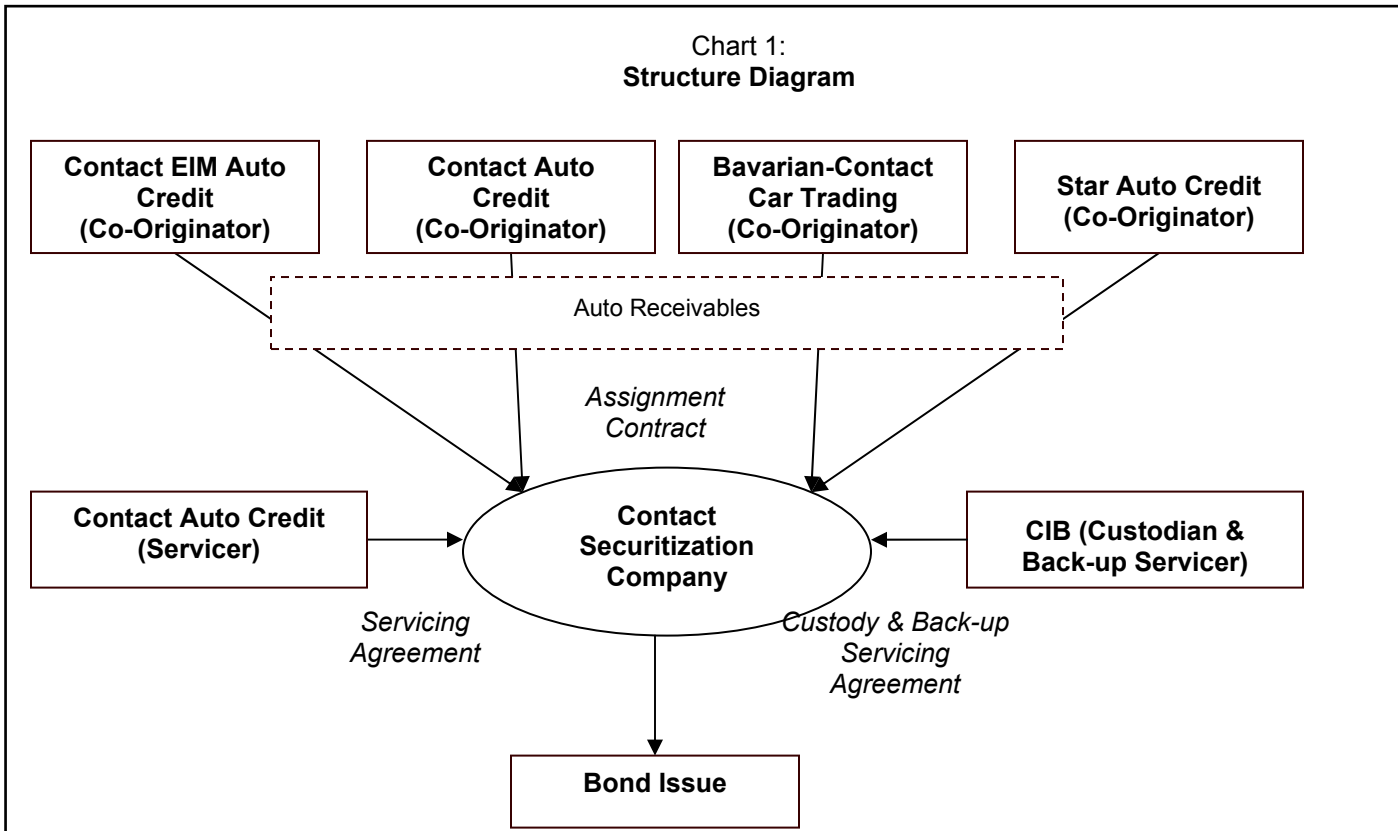 Chart 1:
Structure Diagram
Contact EIM Auto
Credit
(Co-Originator)
Contact Auto
Credit
(Co-Originator)
Bavarian-Contact
Car Trading
(Co-Originator)
Star Auto Credit
(Co-Originator)
Auto Receivables
Assignment
Contract
Contact Auto Credit
(Servicer)
Contact
Securitization
Company
CIB (Custodian &
Back-up Servicer)
Servicing
Agreement
Custody & Back-up
Servicing
Agreement
Bond Issue